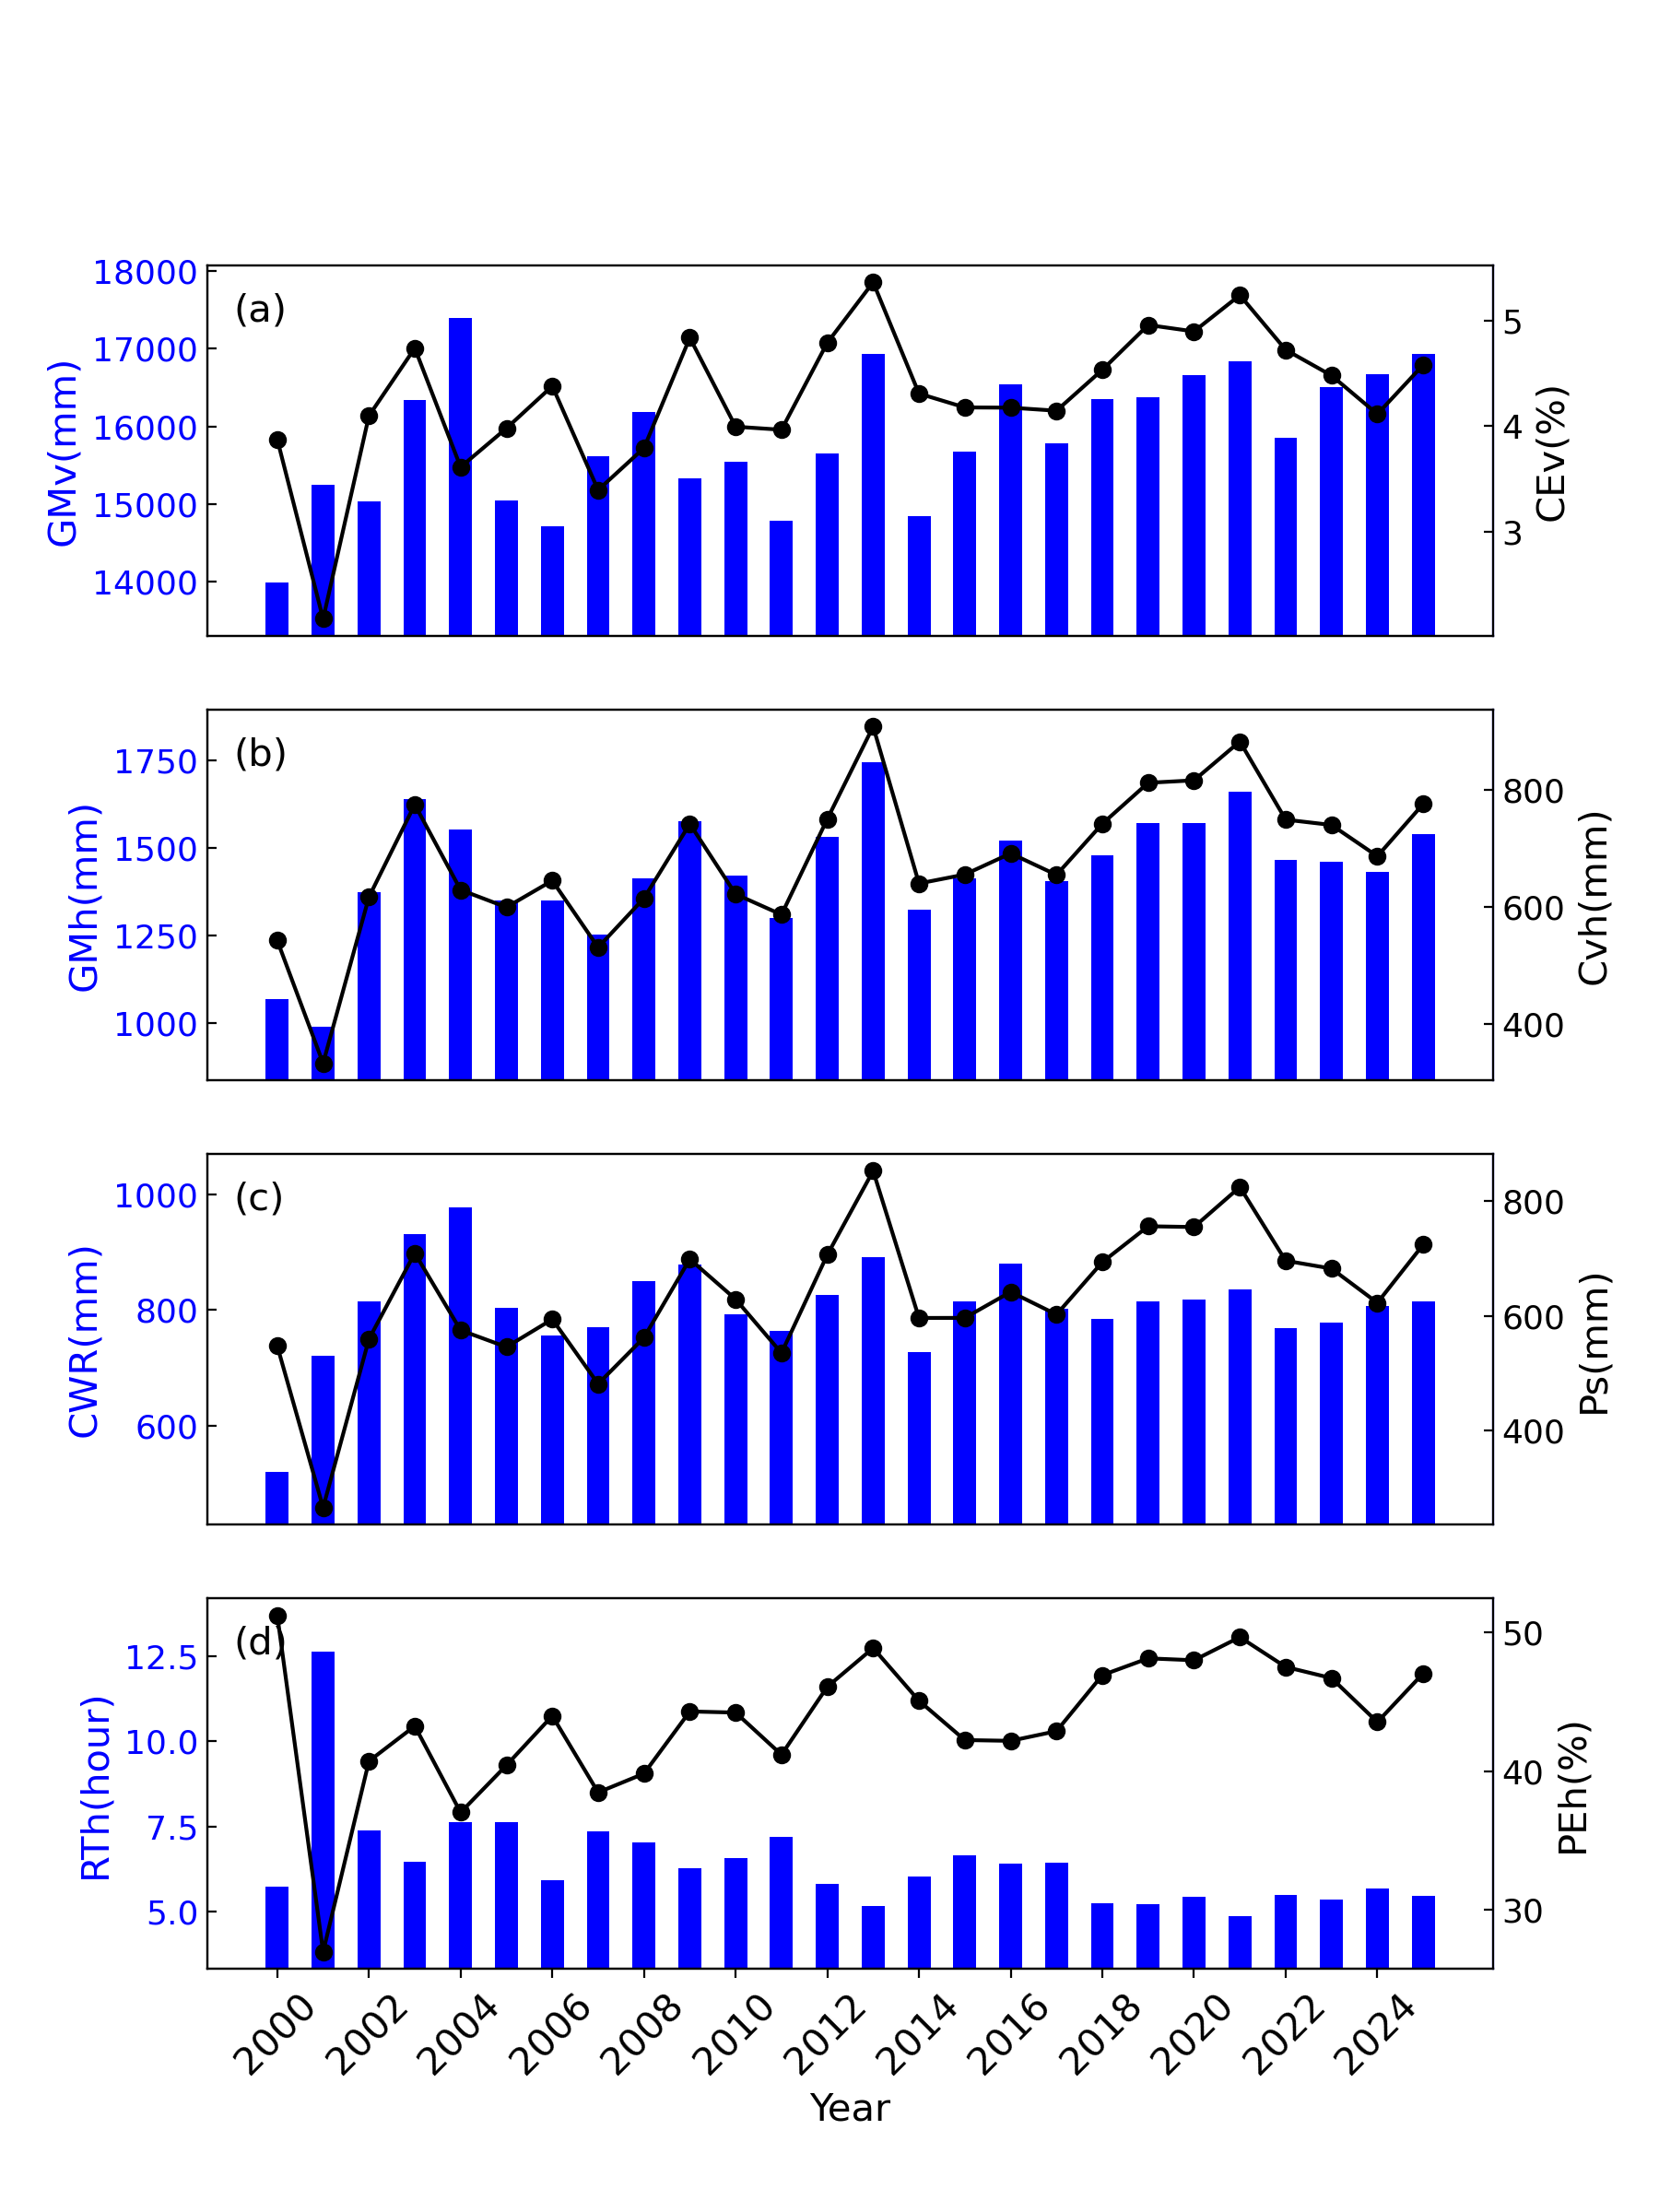 (a)
18000
17000
16000
15000
14000
GMv(mm)
5
4
3
CEv(%)
(b)
1750
1500
1250
1000
GMh(mm)
800
600
400
Cvh(mm)
(c)
1000
800
600
CWR(mm)
800
600
400
Ps(mm)
(d)
12.5
10.0
7.5
5.0
RTh(hour)
50
40
30
PEh(%)
2000 2002 2004 2006 2008 2010 2012 2014 2016 2018 2020 2022 2024
Year